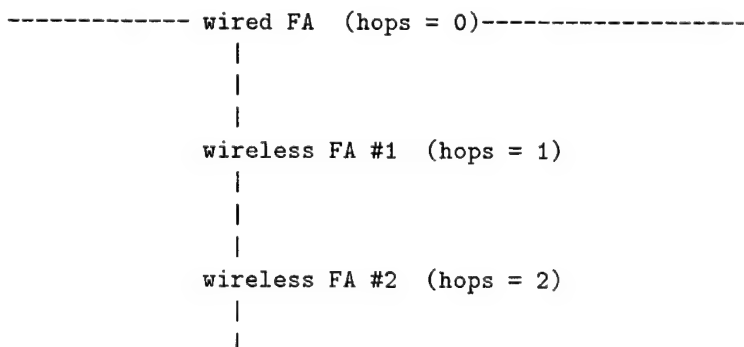 ------------- wired FA (hops = 0)-------------------
|
|
|
wireless FA #1 (hops = 1)
|
|
|
wireless FA #2 (hops = 2)
|
|